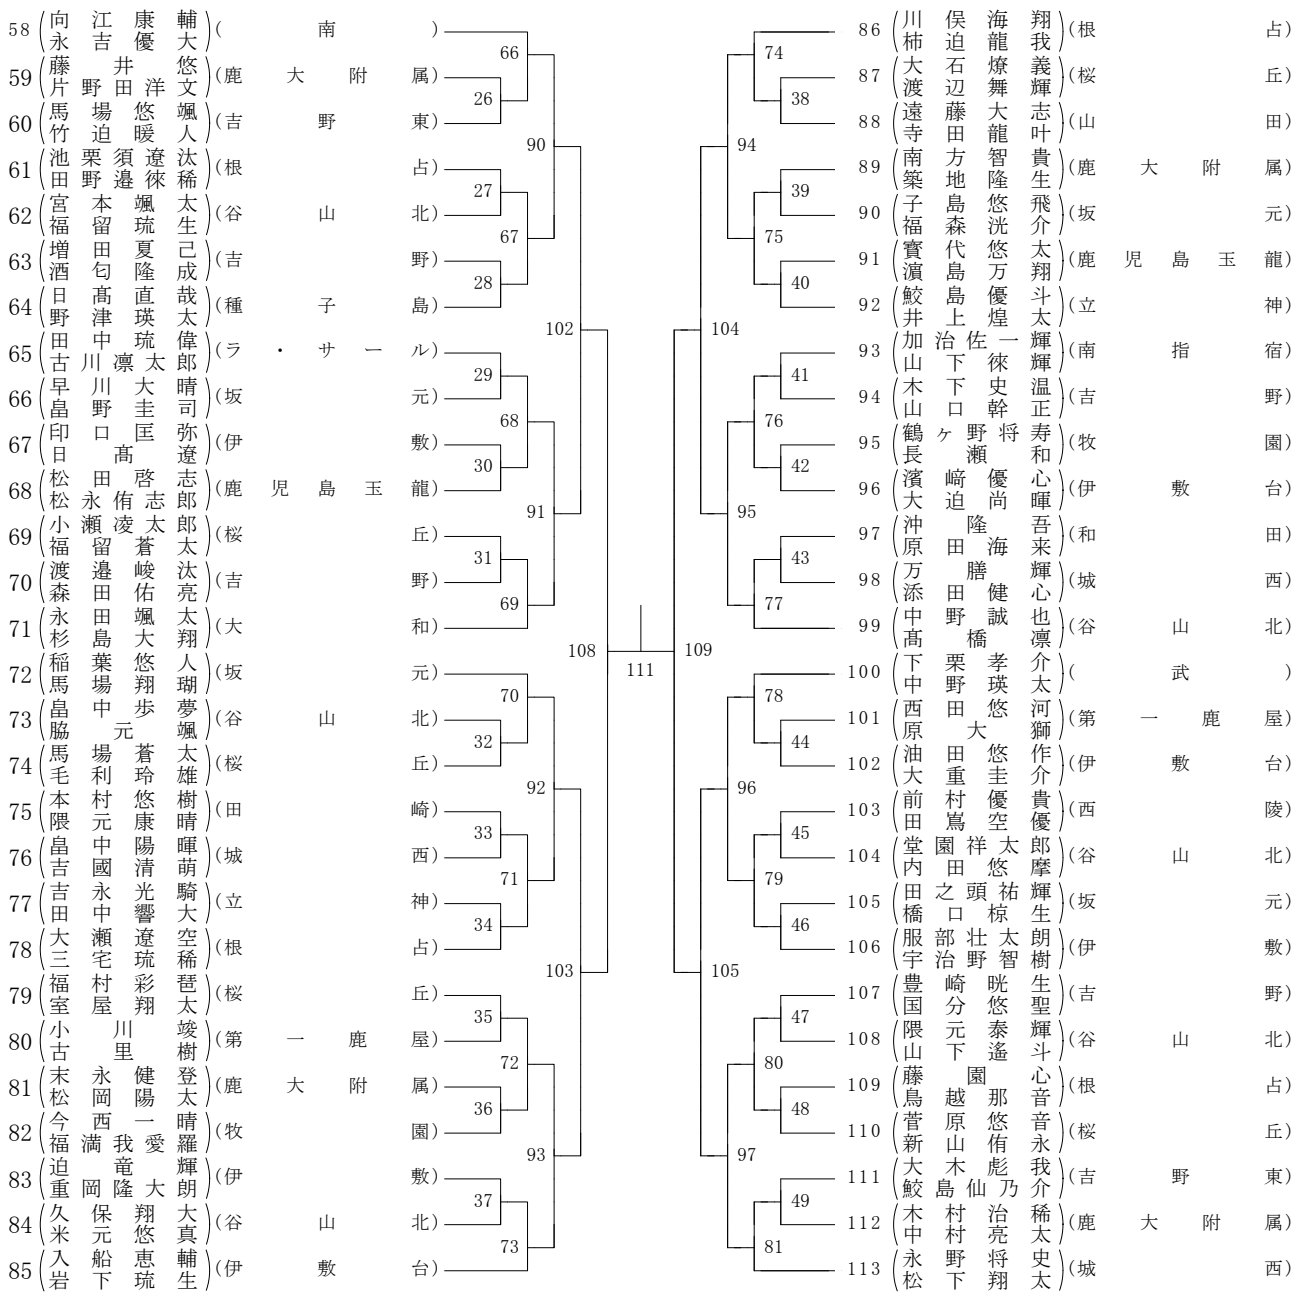 58 向江康輔 永吉優大 (南)
59 藤井悠 片野田洋文 (鹿大附属)
60 馬場悠颯 竹迫暖人 (吉野東)
61 池栗須遼汰 田野邉徠稀 (根占)
62 宮本颯太 福留琉生 (谷山北)
63 増田夏己 酒匂隆成 (吉野)
64 日髙直哉 野津瑛太 (種子島)
65 田中琉偉 古川凛太郎 (ラ・サール)
66 早川大晴 畠野圭司 (坂元)
67 印口匡弥 日髙遼 (伊敷)
68 松田啓志 松永侑志郎 (鹿児島玉龍)
69 小瀬凌太郎 福留蒼太 (桜丘)
70 渡邉峻汰 森田佑亮 (吉野)
71 永田颯太 杉島大翔 (大和)
72 稲葉悠人 馬場翔瑚 (坂元)
73 畠中歩夢 脇元颯 (谷山北)
74 馬場蒼太 毛利玲雄 (桜丘)
75 本村悠樹 隈元康晴 (田崎)
76 畠中陽暉 吉國清萌 (城西)
77 吉永光騎 田中響大 (立神)
78 大瀬遼空 三宅琉稀 (根占)
79 福村彩琶 室屋翔太 (桜丘)
80 小川竣 古里樹 (第一鹿屋)
81 末永健登 松岡陽太 (鹿大附属)
82 今西一晴 福満我愛羅 (牧園)
83 迫竜輝 重岡隆大朗 (伊敷)
84 久保翔大 米元悠真 (谷山北)
85 入船恵輔 岩下琉生 (伊敷台)
66
26
90
27
67
28
102
29
68
30
91
31
69
108
70
32
92
33
71
34
103
35
72
36
93
37
73
111
74
38
94
39
75
40
104
41
76
42
95
43
77
109
78
44
96
45
79
46
105
47
80
48
97
49
81
86 川俣海翔 柿迫龍我 (根占)
87 大石燎義 渡辺舞輝 (桜丘)
88 遠藤大志 寺田龍叶 (山田)
89 南方智貴 築地隆生 (鹿大附属)
90 子島悠飛 福森洸介 (坂元)
91 寳代悠太 濵島万翔 (鹿児島玉龍)
92 鮫島優斗 井上煌太 (立神)
93 加治佐一輝 山下徠輝 (南指宿)
94 木下史温 山口幹正 (吉野)
95 鶴ヶ野将寿 長瀬和 (牧園)
96 濱﨑優心 大迫尚暉 (伊敷台)
97 沖隆吾 原田海来 (和田)
98 万膳輝 添田健心 (城西)
99 中野誠也 髙橋凛 (谷山北)
100 下栗孝介 中野瑛太 (武)
101 西田悠河 原大獅 (第一鹿屋)
102 油田悠作 大重圭介 (伊敷台)
103 前村優貴 田嶌空優 (西陵)
104 堂園祥太郎 内田悠摩 (谷山北)
105 田之頭祐輝 橋口椋生 (坂元)
106 服部壮太朗 宇治野智樹 (伊敷)
107 豊崎晄生 国分悠聖 (吉野)
108 隈元泰輝 山下遙斗 (谷山北)
109 藤園心 鳥越那音 (根占)
110 菅原悠音 新山侑永 (桜丘)
111 大木彪我 鮫島仙乃介 (吉野東)
112 木村治稀 中村亮太 (鹿大附属)
113 永野将史 松下翔太 (城西)